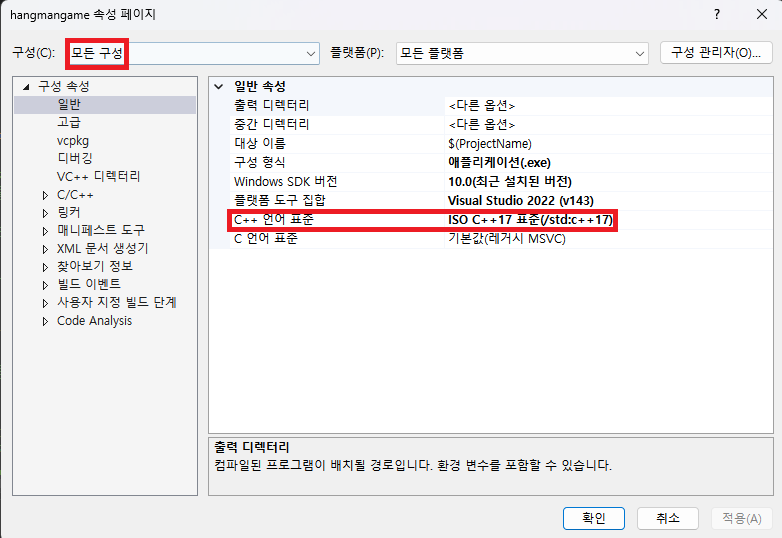 hangmangame 속성 페이지
?
구성(C): 모든 구성 플랫폼(P): 모든 플랫폼 구성 관리자(O)...
구성 속성
일반
고급
vcpkg
디버깅
VC++ 디렉터리
C/C++
링커
매니페스트 도구
XML 문서 생성기
찾아보기 정보
빌드 이벤트
사용자 지정 빌드 단계
Code Analysis
일반 속성
출력 디렉터리 <다른 옵션>
중간 디렉터리 <다른 옵션>
대상 이름 $(ProjectName)
구성 형식 애플리케이션(.exe)
Windows SDK 버전 10.0(최근 설치된 버전)
플랫폼 도구 집합 Visual Studio 2022 (v143)
C++ 언어 표준 ISO C++17 표준(/std:c++17)
C 언어 표준 기본값(레거시 MSVC)
출력 디렉터리
컴파일된 프로그램이 배치될 경로입니다. 환경 변수를 포함할 수 있습니다.
확인 취소 적용(A)